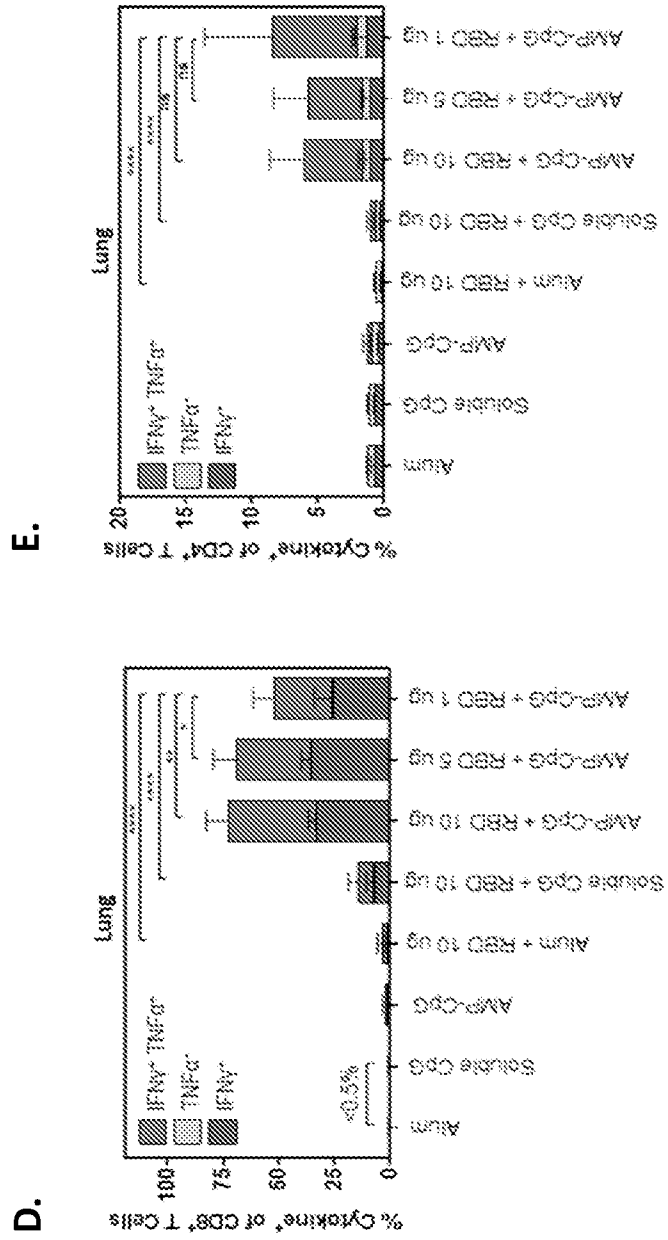 D.
Lung
% Cytokine⁺ of CD8⁺ T Cells
100
75
50
25
0
IFNγ⁺ TNFα⁺
TNFα⁺
IFNγ⁺
<0.5%
****
****
**
*
Alum
Soluble CpG
AMP-CpG
Alum + RBD 10 ug
Soluble CpG + RBD 10 ug
AMP-CpG + RBD 10 ug
AMP-CpG + RBD 5 ug
AMP-CpG + RBD 1 ug
E.
Lung
% Cytokine⁺ of CD4⁺ T Cells
20
15
10
5
0
IFNγ⁺ TNFα⁺
TNFα⁺
IFNγ⁺
****
****
ns
ns
Alum
Soluble CpG
AMP-CpG
Alum + RBD 10 ug
Soluble CpG + RBD 10 ug
AMP-CpG + RBD 10 ug
AMP-CpG + RBD 5 ug
AMP-CpG + RBD 1 ug